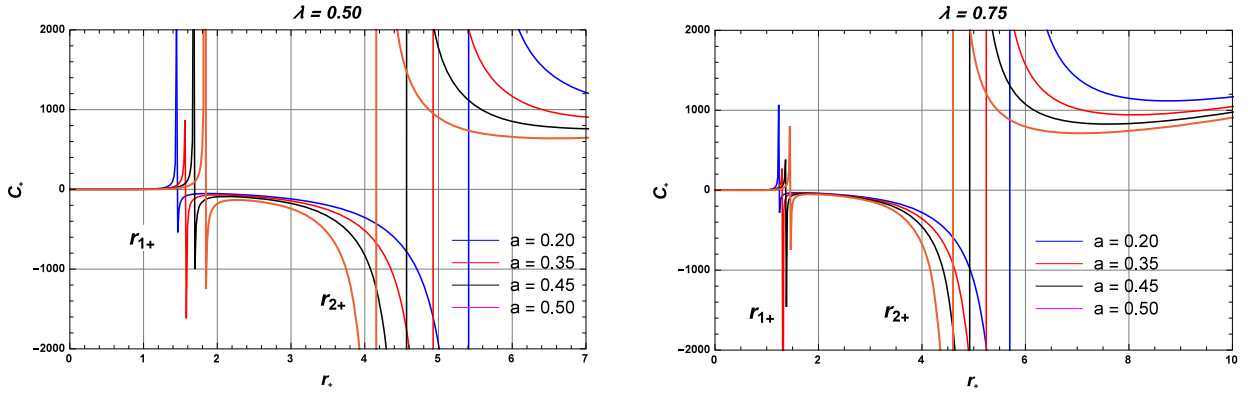 λ = 0.50
2000
1000
0
−1000
−2000
C₊
r₁₊
r₂₊
a = 0.20
a = 0.35
a = 0.45
a = 0.50
0 1 2 3 4 5 6 7
r₊
λ = 0.75
2000
1000
0
−1000
−2000
C₊
r₁₊
r₂₊
a = 0.20
a = 0.35
a = 0.45
a = 0.50
0 2 4 6 8 10
r₊